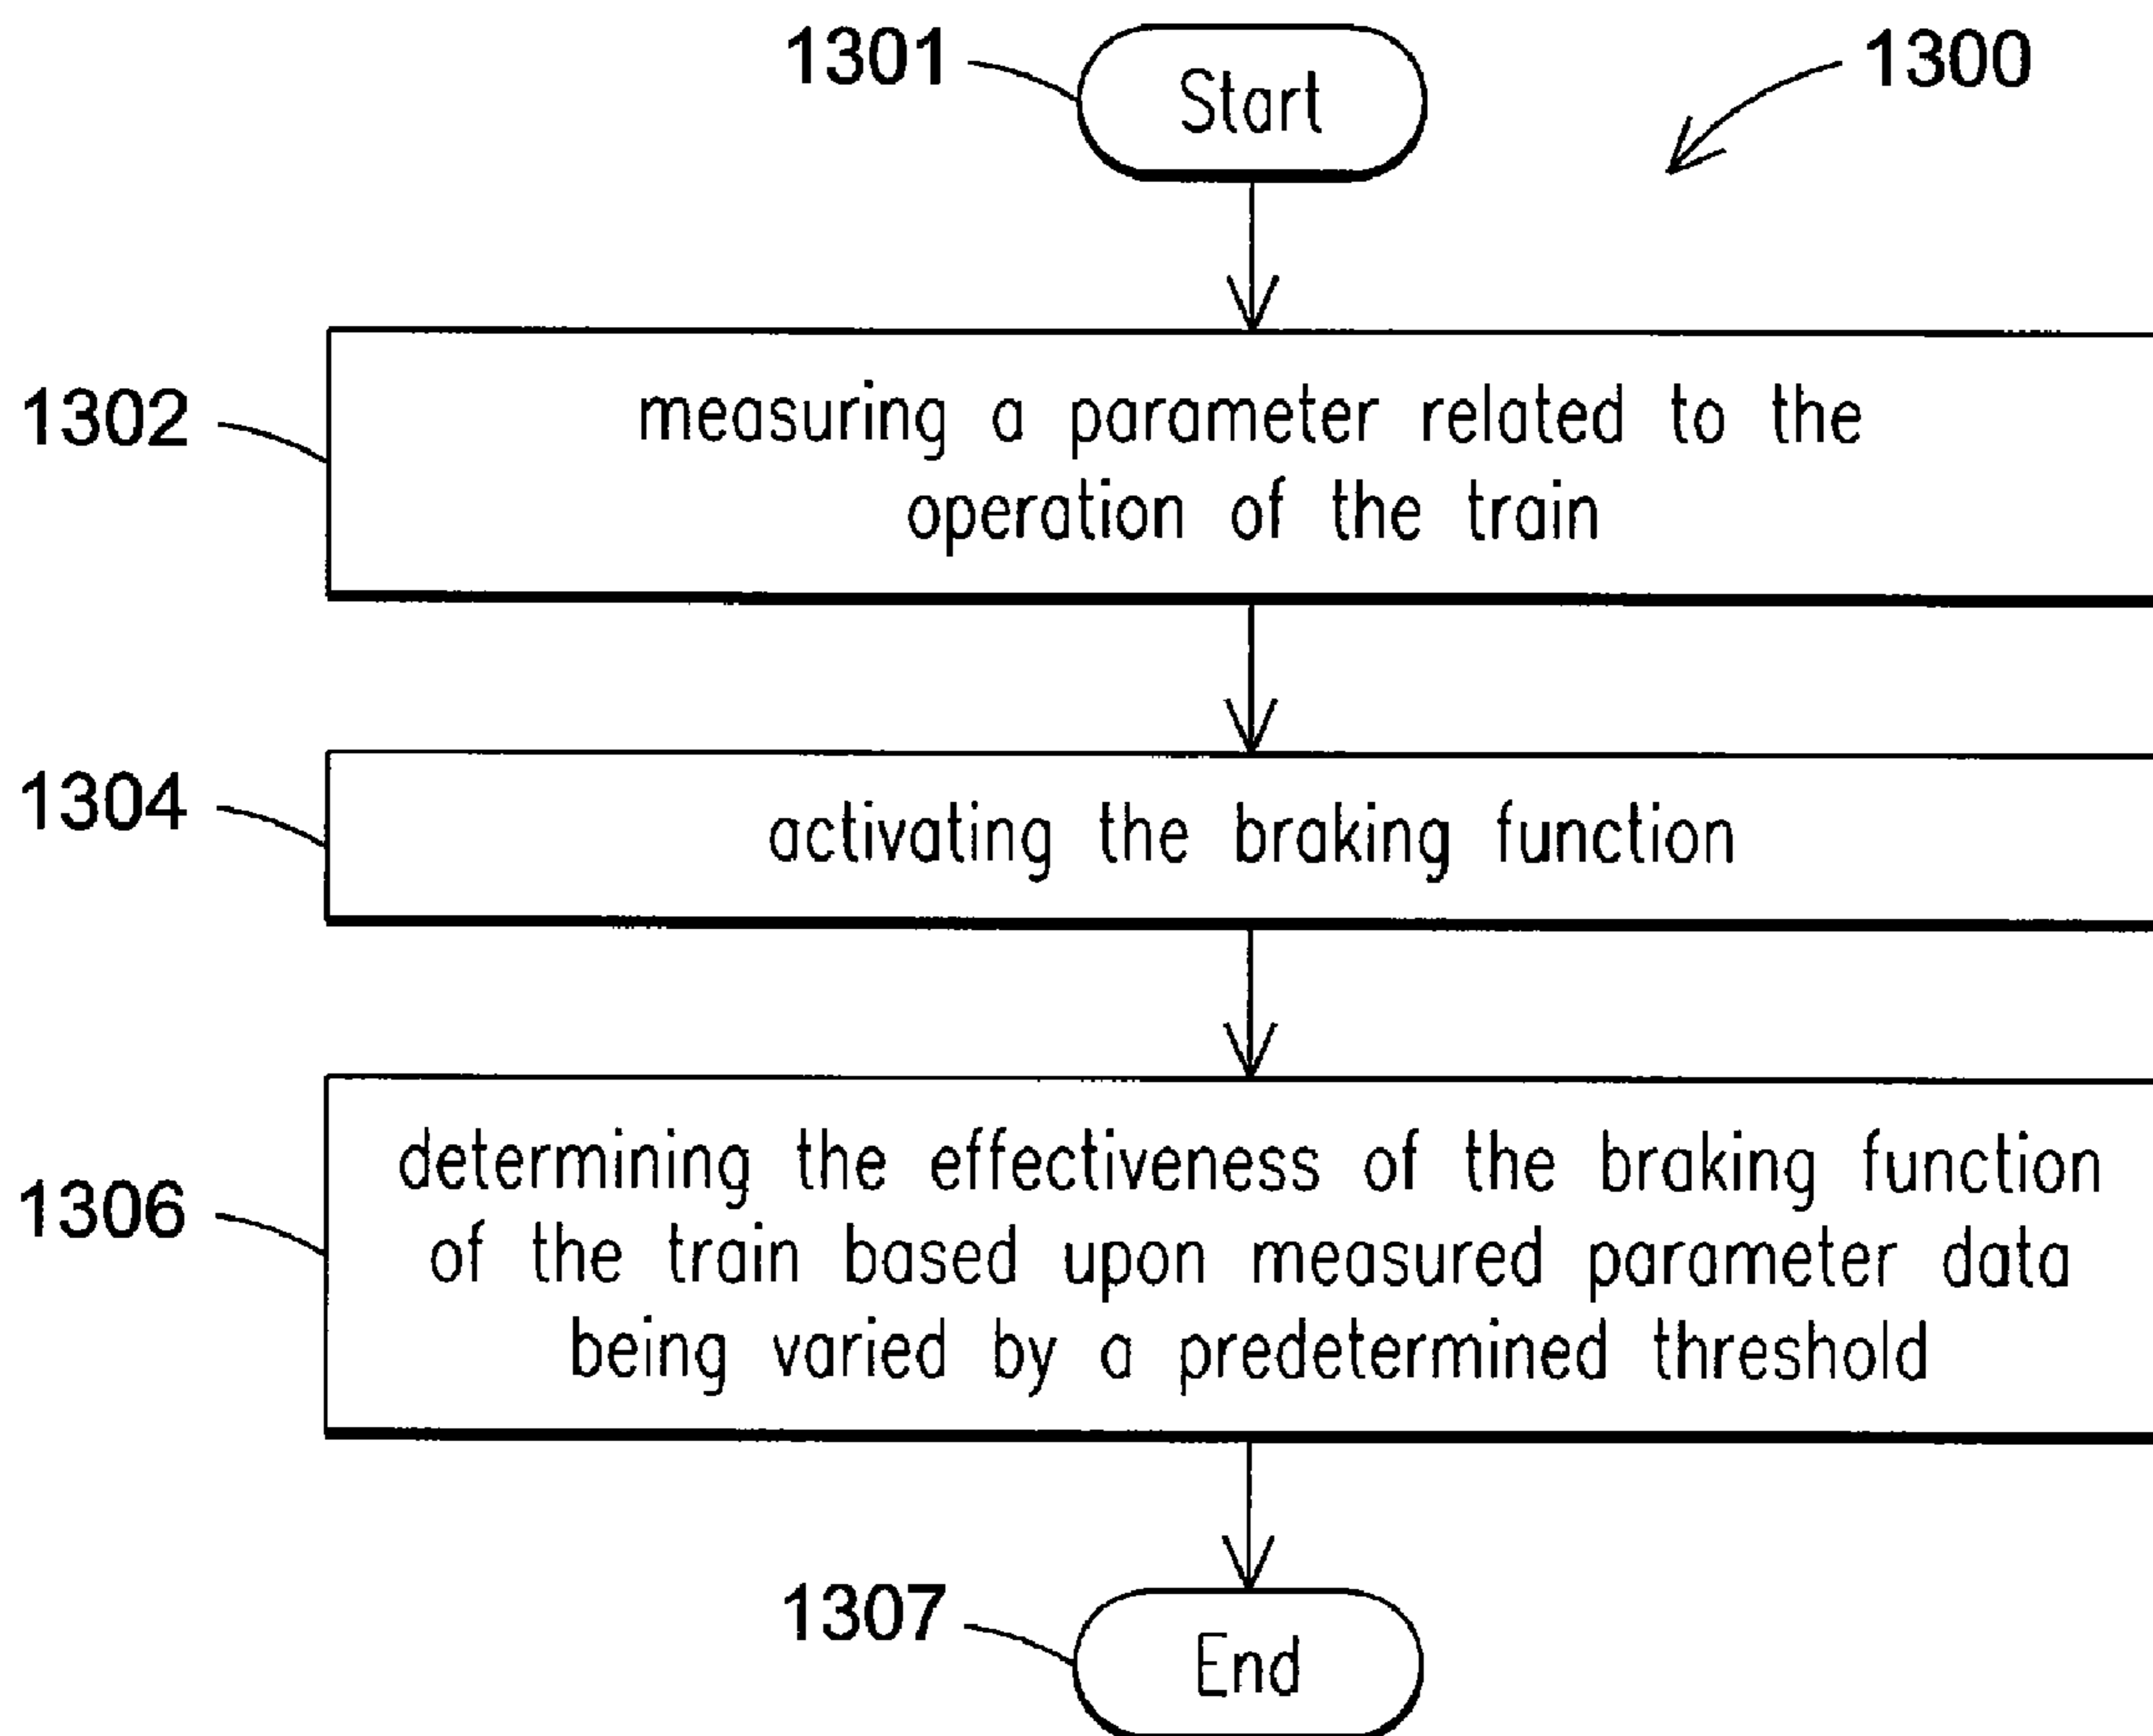 1301
Start
1300
1302
measuring a parameter related to the
operation of the train
1304
activating the braking function
1306
determining the effectiveness of the braking function
of the train based upon measured parameter data
being varied by a predetermined threshold
1307
End